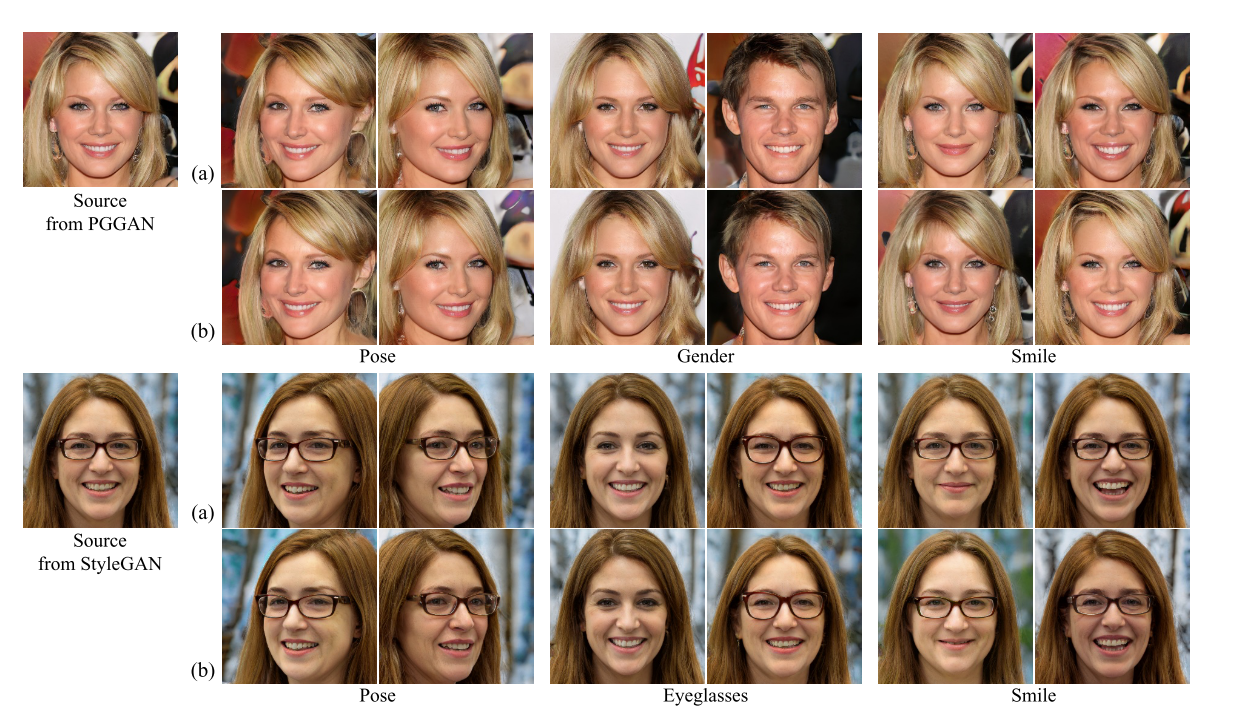 (a)
Source
from PGGAN
(b)
Pose Gender Smile
(a)
Source
from StyleGAN
(b)
Pose Eyeglasses Smile